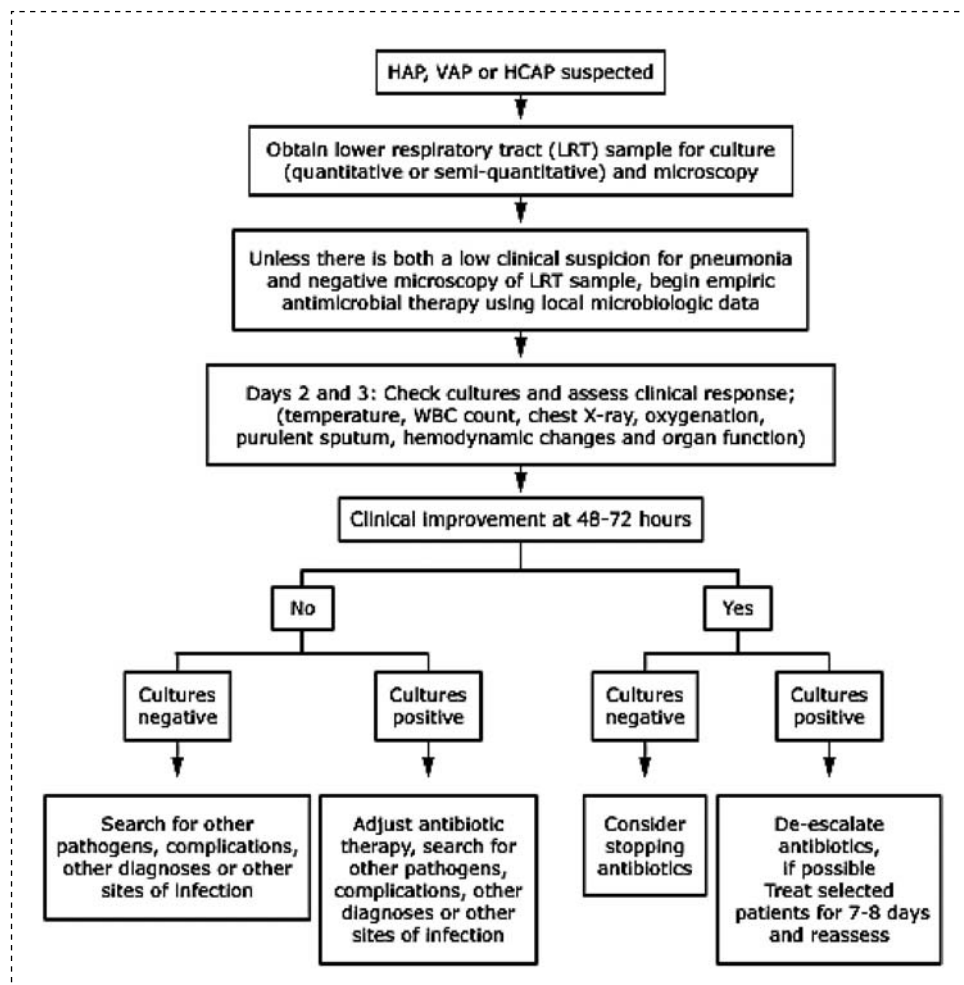 HAP, VAP or HCAP suspected
Obtain lower respiratory tract (LRT) sample for culture
(quantitative or semi-quantitative) and microscopy
Unless there is both a low clinical suspicion for pneumonia
and negative microscopy of LRT sample, begin empiric
antimicrobial therapy using local microbiologic data
Days 2 and 3: Check cultures and assess clinical response;
(temperature, WBC count, chest X-ray, oxygenation,
purulent sputum, hemodynamic changes and organ function)
Clinical improvement at 48-72 hours
No
Yes
Cultures
negative
Cultures
positive
Cultures
negative
Cultures
positive
Search for other
pathogens, complications,
other diagnoses or other
sites of infection
Adjust antibiotic
therapy, search for
other pathogens,
complications, other
diagnoses or other
sites of infection
Consider
stopping
antibiotics
De-escalate
antibiotics,
if possible
Treat selected
patients for 7-8 days
and reassess